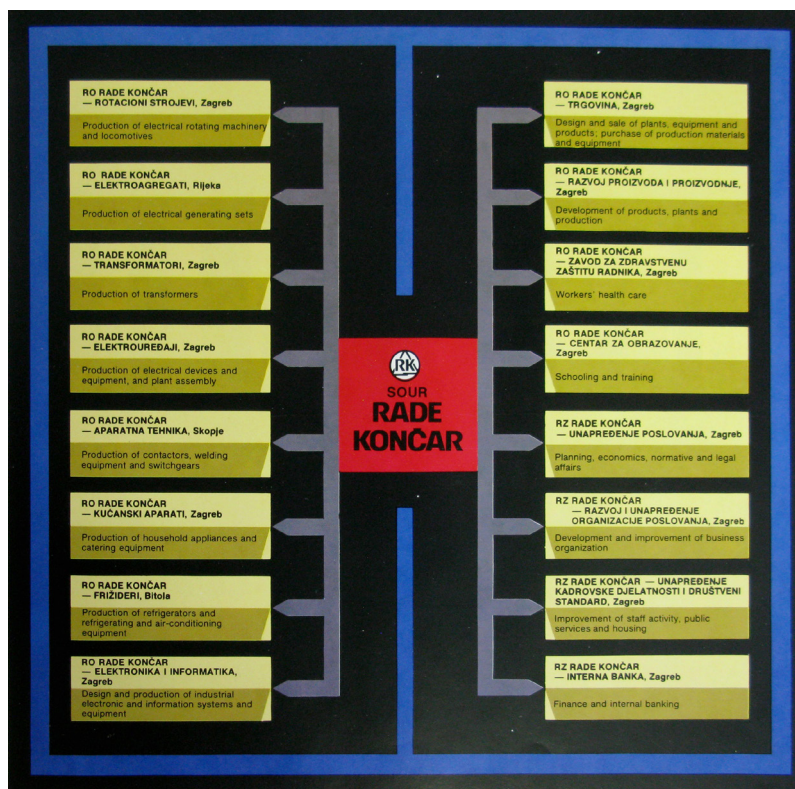 RO RADE KONČAR
— ROTACIONI STROJEVI, Zagreb
Production of electrical rotating machinery
and locomotives
RO RADE KONČAR
— ELEKTROAGREGATI, Rijeka
Production of electrical generating sets
RO RADE KONČAR
— TRANSFORMATORI, Zagreb
Production of transformers
RO RADE KONČAR
— ELEKTROUREĐAJI, Zagreb
Production of electrical devices and
equipment, and plant assembly
RO RADE KONČAR
— APARATNA TEHNIKA, Skopje
Production of contactors, welding
equipment and switchgears
RO RADE KONČAR
— KUĆANSKI APARATI, Zagreb
Production of household appliances and
catering equipment
RO RADE KONČAR
— FRIŽIDERI, Bitola
Production of refrigerators and
refrigerating and air-conditioning
equipment
RO RADE KONČAR
— ELEKTRONIKA I INFORMATIKA,
Zagreb
Design and production of industrial
electronic and information systems and
equipment
RK
SOUR
RADE
KONČAR
RO RADE KONČAR
— TRGOVINA, Zagreb
Design and sale of plants, equipment and
products; purchase of production materials
and equipment
RO RADE KONČAR
— RAZVOJ PROIZVODA I PROIZVODNJE,
Zagreb
Development of products, plants and
production
RO RADE KONČAR
— ZAVOD ZA ZDRAVSTVENU
ZAŠTITU RADNIKA, Zagreb
Workers' health care
RO RADE KONČAR
— CENTAR ZA OBRAZOVANJE,
Zagreb
Schooling and training
RZ RADE KONČAR
— UNAPREĐENJE POSLOVANJA, Zagreb
Planning, economics, normative and legal
affairs
RZ RADE KONČAR
— RAZVOJ I UNAPREĐENJE
ORGANIZACIJE POSLOVANJA, Zagreb
Development and improvement of business
organization
RZ RADE KONČAR — UNAPREĐENJE
KADROVSKE DJELATNOSTI I DRUŠTVENI
STANDARD, Zagreb
Improvement of staff activity, public
services and housing
RZ RADE KONČAR
— INTERNA BANKA, Zagreb
Finance and internal banking